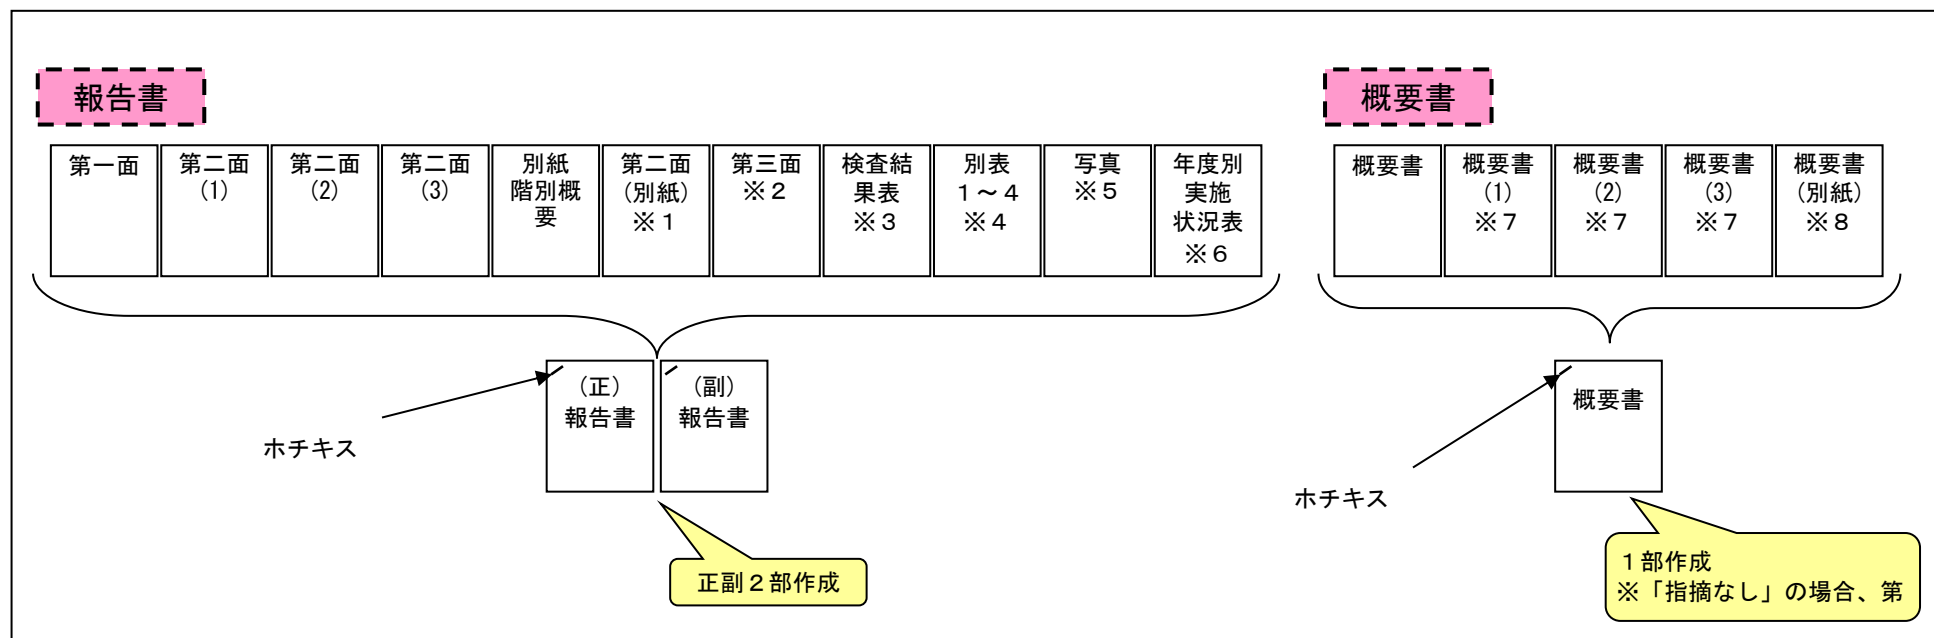 報告書
第一面
第二面
(1)
第二面
(2)
第二面
(3)
別紙
階別概
要
第二面
(別紙)
※１
第三面
※２
検査結
果表
※３
別表
１～４
※４
写真
※５
年度別
実施
状況表
※６
（正）
報告書
（副）
報告書
ホチキス
正副２部作成
概要書
概要書
概要書
(1)
※７
概要書
(2)
※７
概要書
(3)
※７
概要書
(別紙)
※８
概要書
ホチキス
１部作成
※「指摘なし」の場合、第